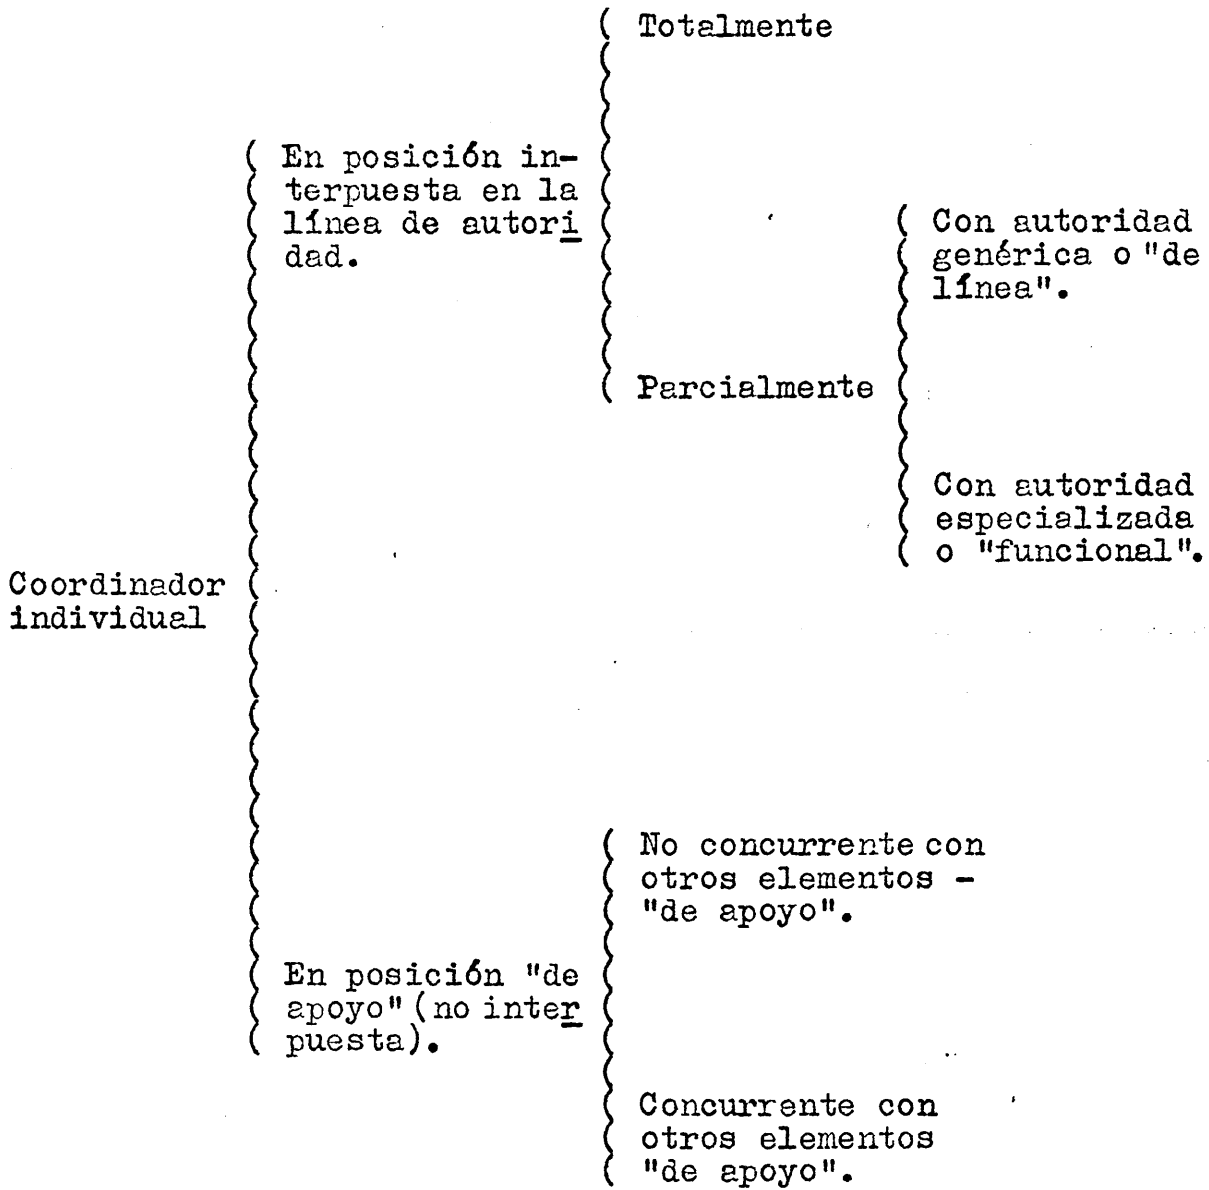 Totalmente
En posición in-
terpuesta en la
línea de autori
dad.
Con autoridad
genérica o "de
línea".
Parcialmente
Con autoridad
especializada
o "funcional".
Coordinador
individual
No concurrente con
otros elementos -
"de apoyo".
En posición "de
apoyo" (no inter
puesta).
Concurrente con
otros elementos
"de apoyo".